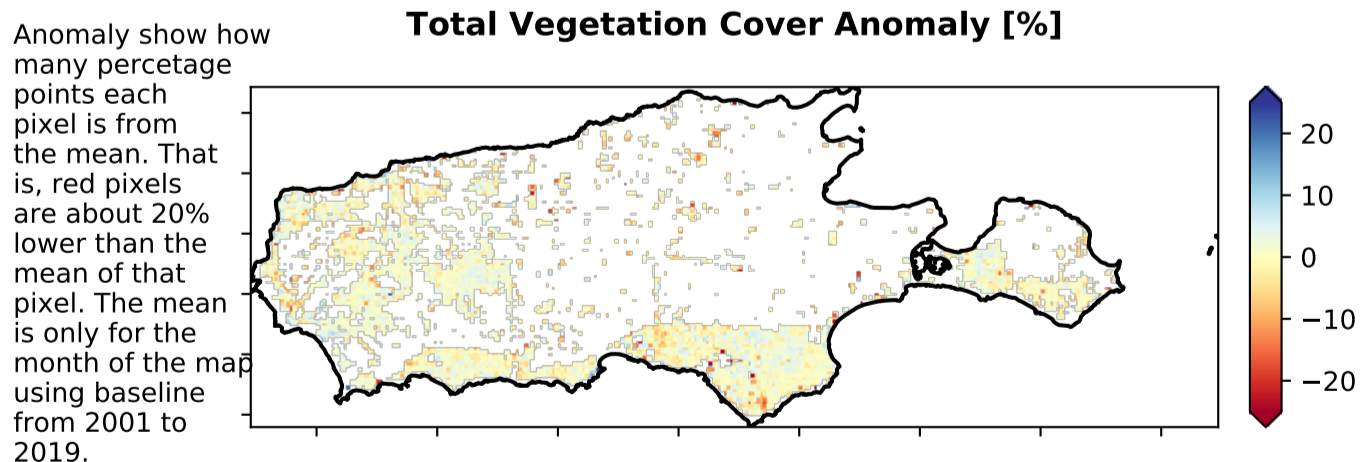 Total Vegetation Cover Anomaly [%]
Anomaly show how
many percetage
points each
pixel is from
the mean. That
is, red pixels
are about 20%
lower than the
mean of that
pixel. The mean
is only for the
month of the map
using baseline
from 2001 to
2019.
20
10
0
−10
−20